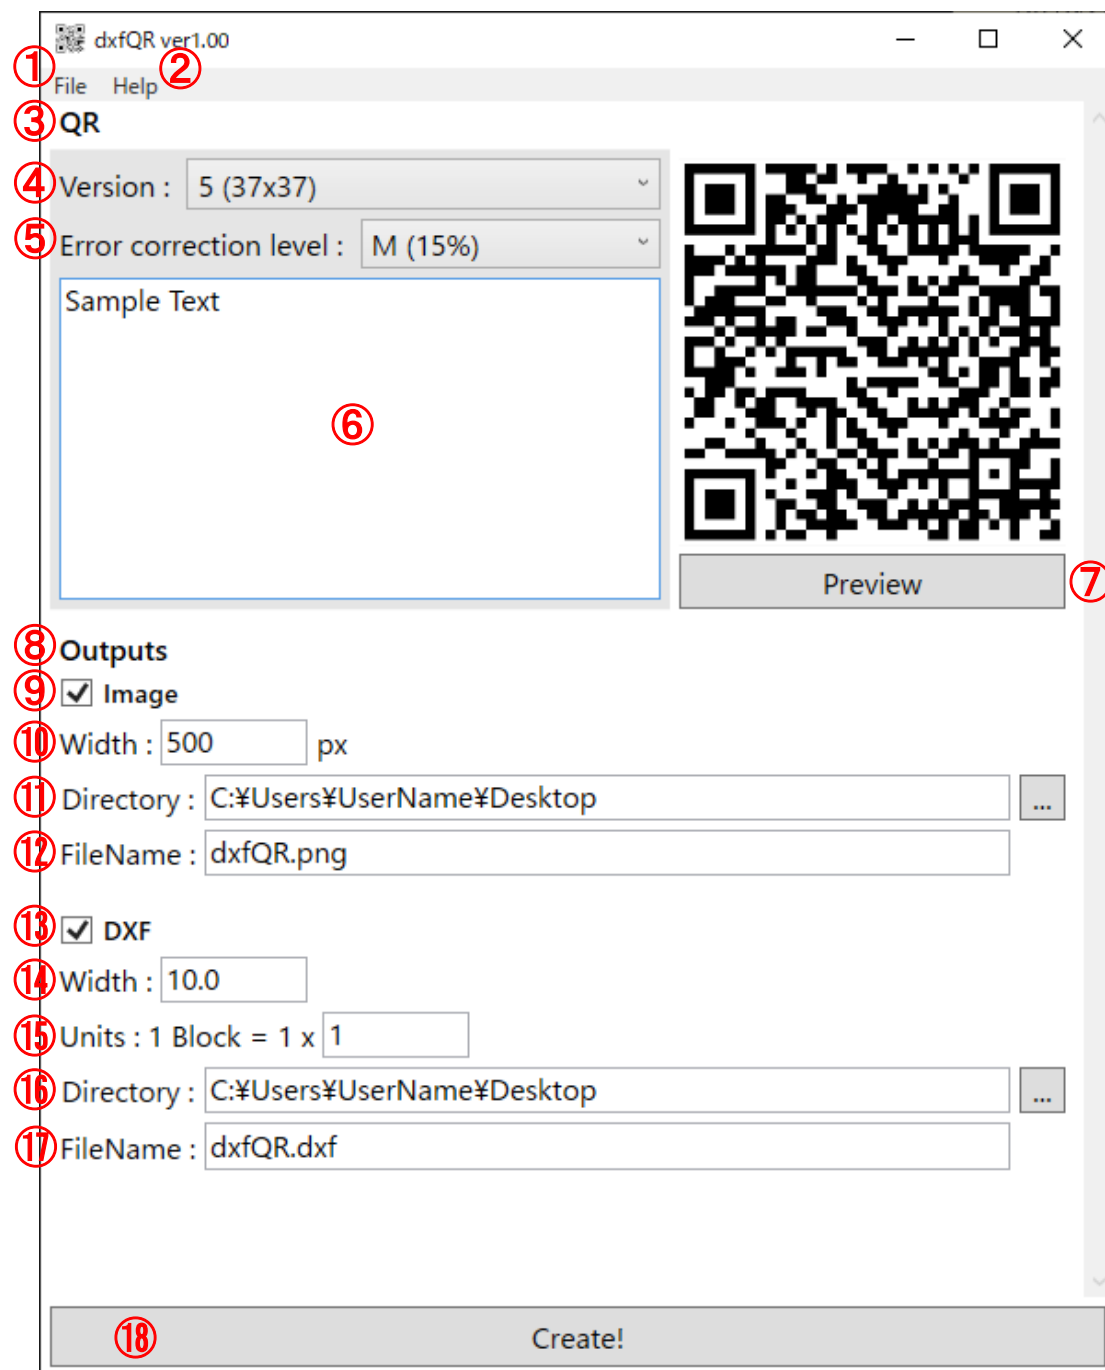 dxfQR ver1.00
① File Help ②
③ QR
④ Version : 5 (37x37)
⑤ Error correction level : M (15%)
Sample Text
⑥
Preview ⑦
⑧ Outputs
⑨ Image
⑩ Width : 500 px
⑪ Directory : C:¥Users¥UserName¥Desktop ...
⑫ FileName : dxfQR.png
⑬ DXF
⑭ Width : 10.0
⑮ Units : 1 Block = 1 x 1
⑯ Directory : C:¥Users¥UserName¥Desktop ...
⑰ FileName : dxfQR.dxf
⑱ Create!